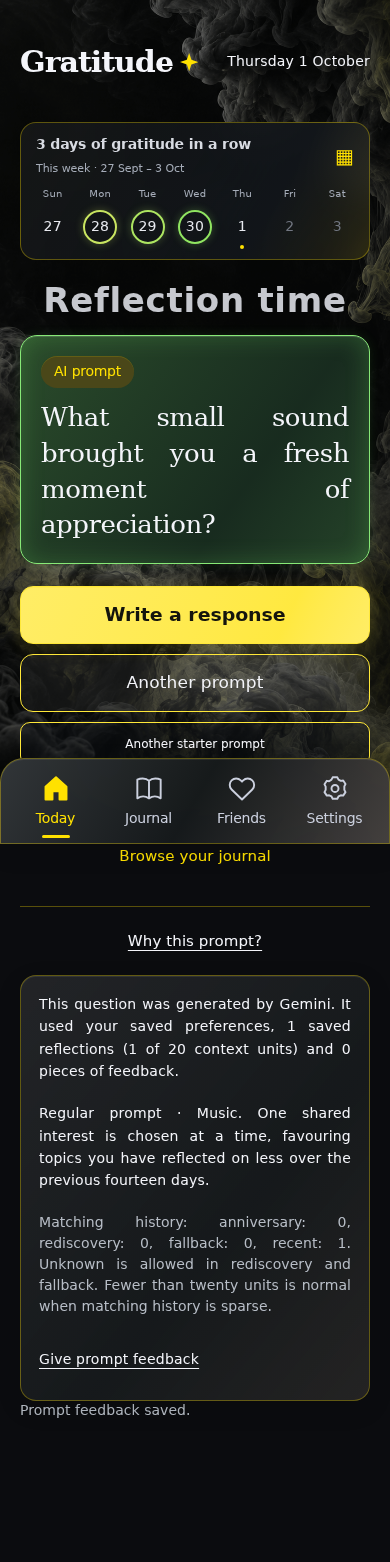 Gratitude
Thursday 1 October
3 days of gratitude in a row
This week · 27 Sept – 3 Oct
Sun Mon Tue Wed Thu Fri Sat
27 28 29 30 1 2 3
Reflection time
AI prompt
What small sound
brought you a fresh
moment of
appreciation?
Write a response
Another prompt
Another starter prompt
Today Journal Friends Settings
Browse your journal
Why this prompt?
This question was generated by Gemini. It
used your saved preferences, 1 saved
reflections (1 of 20 context units) and 0
pieces of feedback.
Regular prompt · Music. One shared
interest is chosen at a time, favouring
topics you have reflected on less over the
previous fourteen days.
Matching history: anniversary: 0,
rediscovery: 0, fallback: 0, recent: 1.
Unknown is allowed in rediscovery and
fallback. Fewer than twenty units is normal
when matching history is sparse.
Give prompt feedback
Prompt feedback saved.